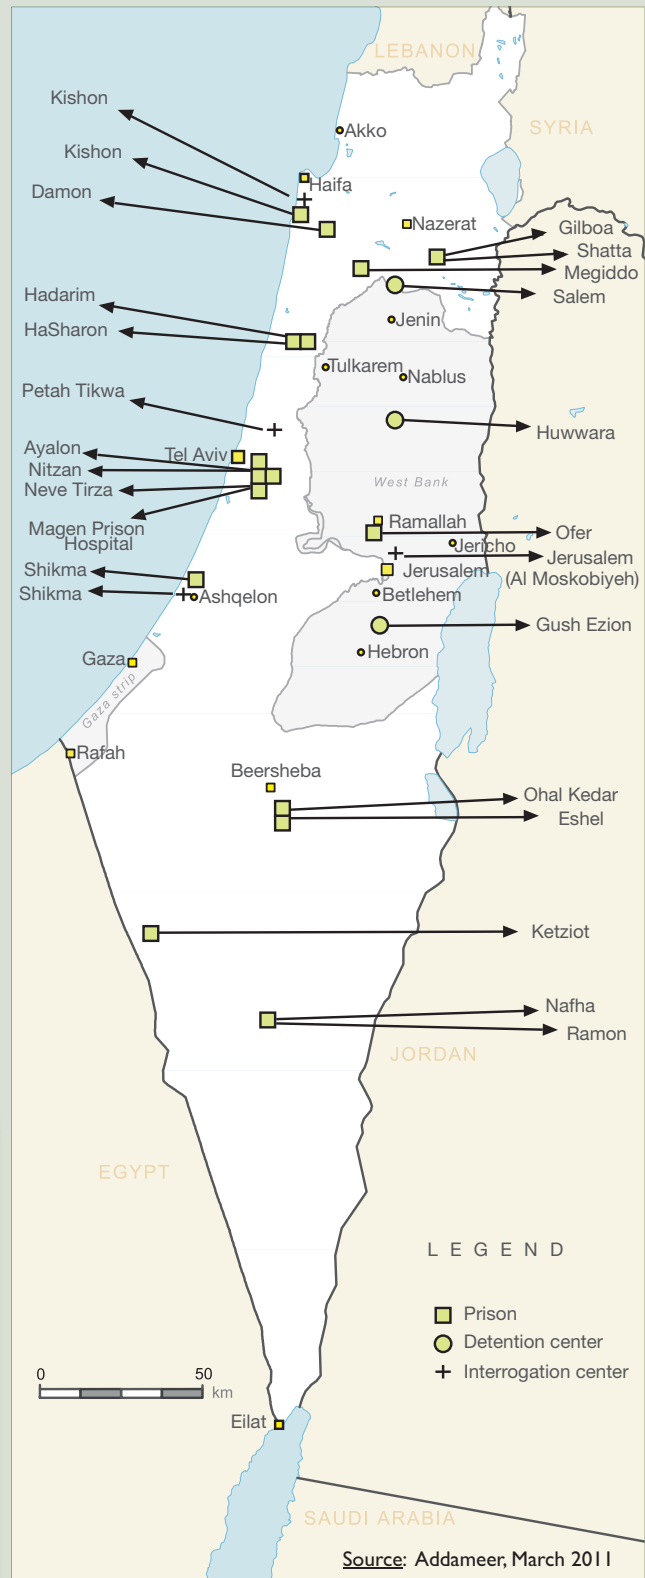 LEBANON
SYRIA
Kishon
Akko
Kishon
Haifa
Damon
Nazerat
Gilboa
Shatta
Megiddo
Salem
Hadarim
HaSharon
Jenin
Tulkarem
Nablus
Petah Tikwa
Huwwara
Ayalon
Tel Aviv
Nitzan
Neve Tirza
West Bank
Magen Prison
Hospital
Ramallah
Ofer
Jericho
Jerusalem
(Al Moskobiyeh)
Jerusalem
Shikma
Shikma
Ashqelon
Betlehem
Gush Ezion
Hebron
Gaza
Gaza strip
Rafah
Beersheba
Ohal Kedar
Eshel
Ketziot
Nafha
Ramon
JORDAN
EGYPT
LEGEND
Prison
Detention center
Interrogation center
0 50
km
Eilat
SAUDI ARABIA
Source: Addameer, March 2011